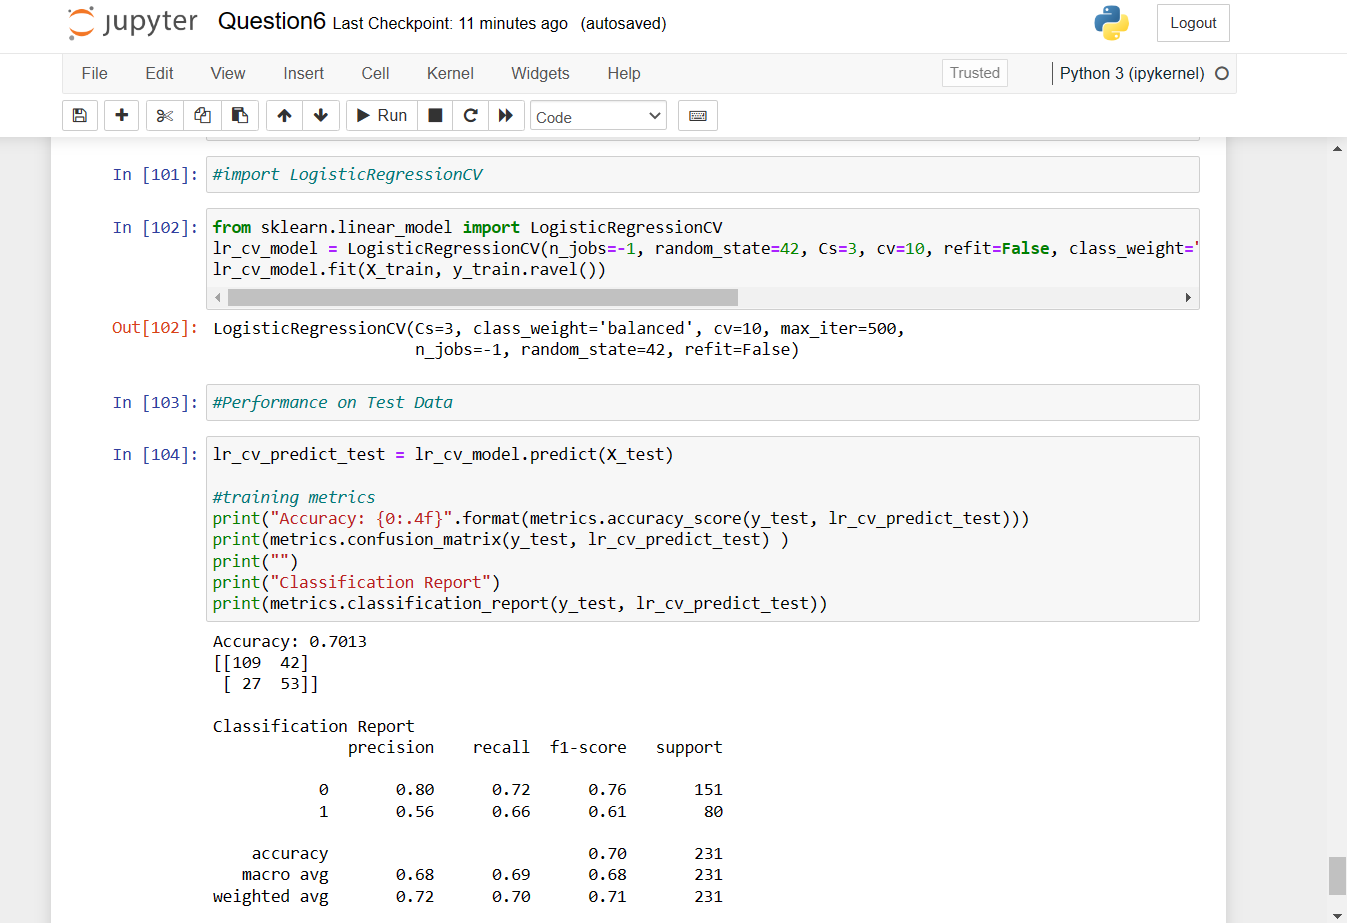 jupyter Question6 Last Checkpoint: 11 minutes ago (autosaved) Logout
File Edit View Insert Cell Kernel Widgets Help Trusted Python 3 (ipykernel)
Run Code
In [101]: #import LogisticRegressionCV
In [102]: from sklearn.linear_model import LogisticRegressionCV
lr_cv_model = LogisticRegressionCV(n_jobs=-1, random_state=42, Cs=3, cv=10, refit=False, class_weight='
lr_cv_model.fit(X_train, y_train.ravel())
Out[102]: LogisticRegressionCV(Cs=3, class_weight='balanced', cv=10, max_iter=500,
n_jobs=-1, random_state=42, refit=False)
In [103]: #Performance on Test Data
In [104]: lr_cv_predict_test = lr_cv_model.predict(X_test)
#training metrics
print("Accuracy: {0:.4f}".format(metrics.accuracy_score(y_test, lr_cv_predict_test)))
print(metrics.confusion_matrix(y_test, lr_cv_predict_test) )
print("")
print("Classification Report")
print(metrics.classification_report(y_test, lr_cv_predict_test))
Accuracy: 0.7013
[[109  42]
[ 27  53]]
Classification Report
precision recall f1-score support
0 0.80 0.72 0.76 151
1 0.56 0.66 0.61 80
accuracy 0.70 231
macro avg 0.68 0.69 0.68 231
weighted avg 0.72 0.70 0.71 231